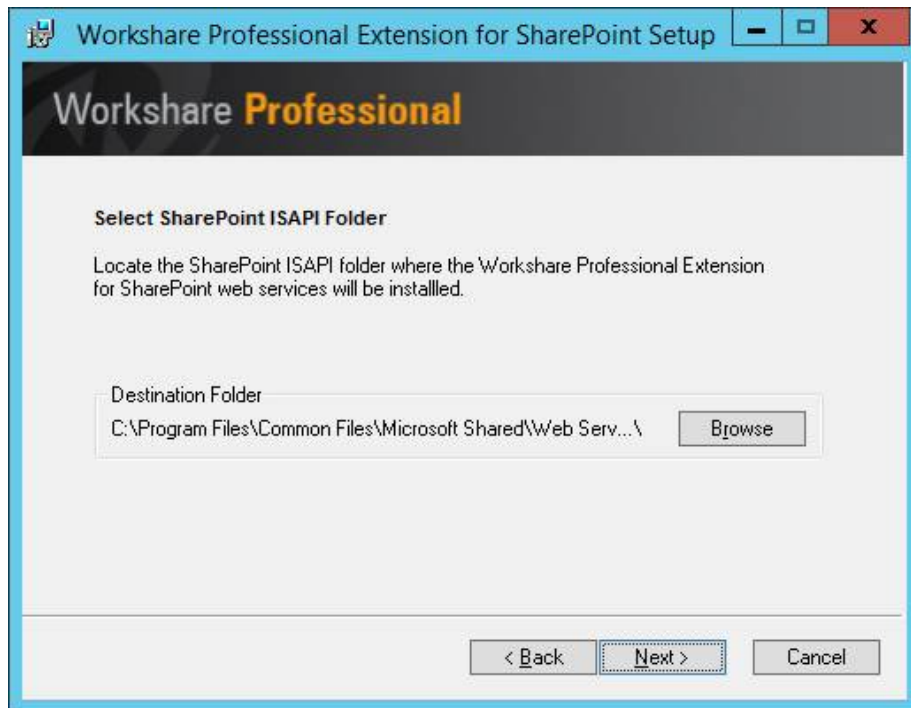 Workshare Professional Extension for SharePoint Setup
Workshare Professional
Select SharePoint ISAPI Folder
Locate the SharePoint ISAPI folder where the Workshare Professional Extension
for SharePoint web services will be installled.
Destination Folder
C:\Program Files\Common Files\Microsoft Shared\Web Serv...\ Browse
< Back Next > Cancel